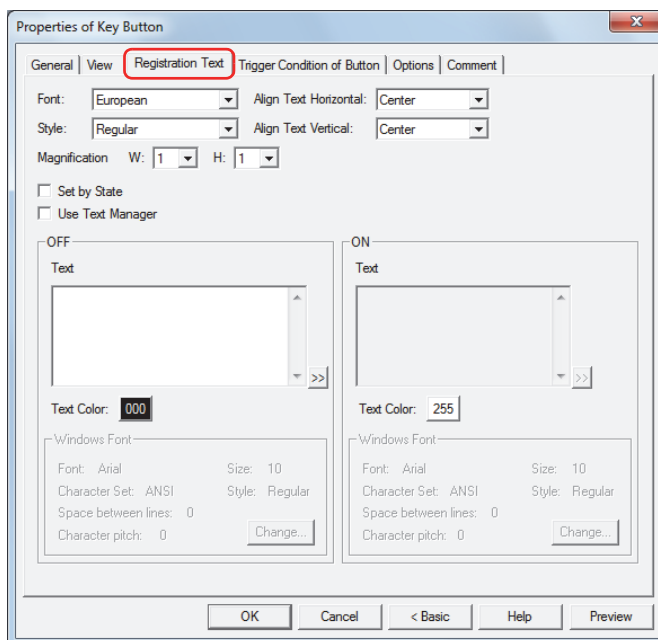 Properties of Key Button
General View Registration Text Trigger Condition of Button Options Comment
Font: European Align Text Horizontal: Center
Style: Regular Align Text Vertical: Center
Magnification W: 1 H: 1
Set by State
Use Text Manager
OFF ON
Text Text
>> >>
Text Color: 000 Text Color: 255
Windows Font Windows Font
Font: Arial Size: 10 Font: Arial Size: 10
Character Set: ANSI Style: Regular Character Set: ANSI Style: Regular
Space between lines: 0 Space between lines: 0
Character pitch: 0 Change... Character pitch: 0 Change...
OK Cancel < Basic Help Preview